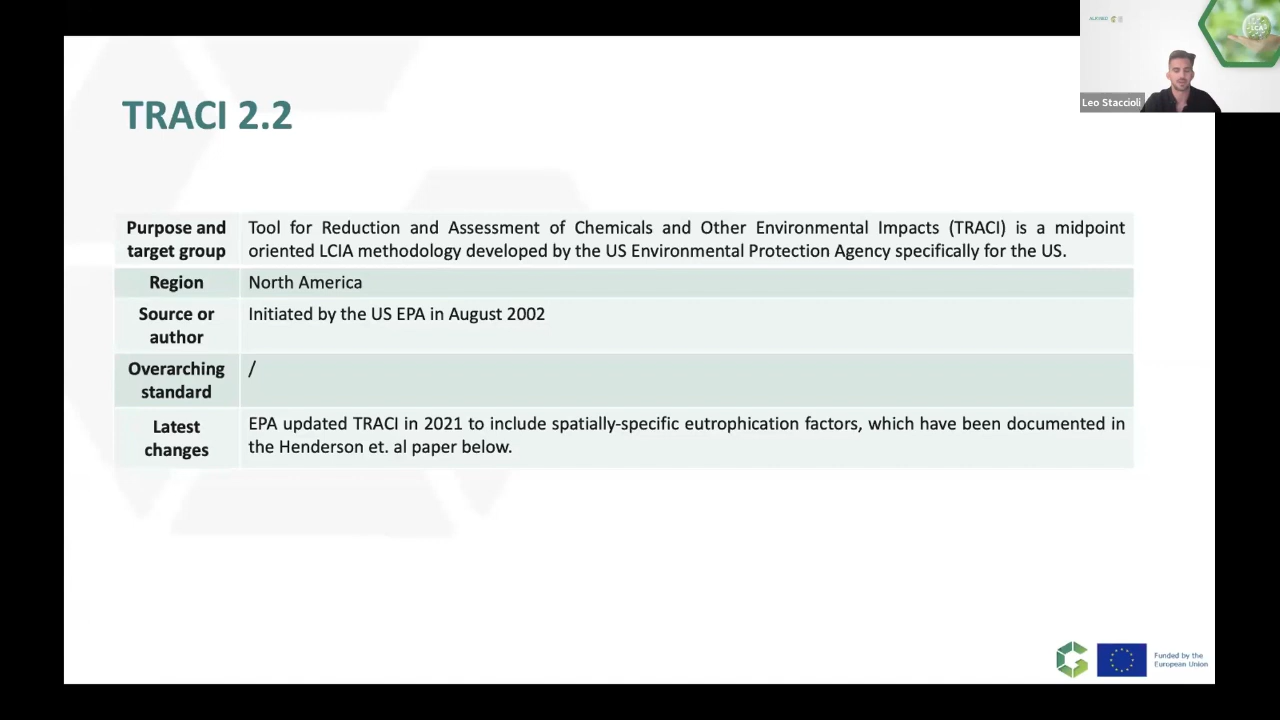 Leo Staccioli
TRACI 2.2
Purpose and
target group
Tool for Reduction and Assessment of Chemicals and Other Environmental Impacts (TRACI) is a midpoint
oriented LCIA methodology developed by the US Environmental Protection Agency specifically for the US.
Region
North America
Source or
author
Initiated by the US EPA in August 2002
Overarching
standard
/
Latest
changes
EPA updated TRACI in 2021 to include spatially-specific eutrophication factors, which have been documented in
the Henderson et. al paper below.
Funded by the
European Union